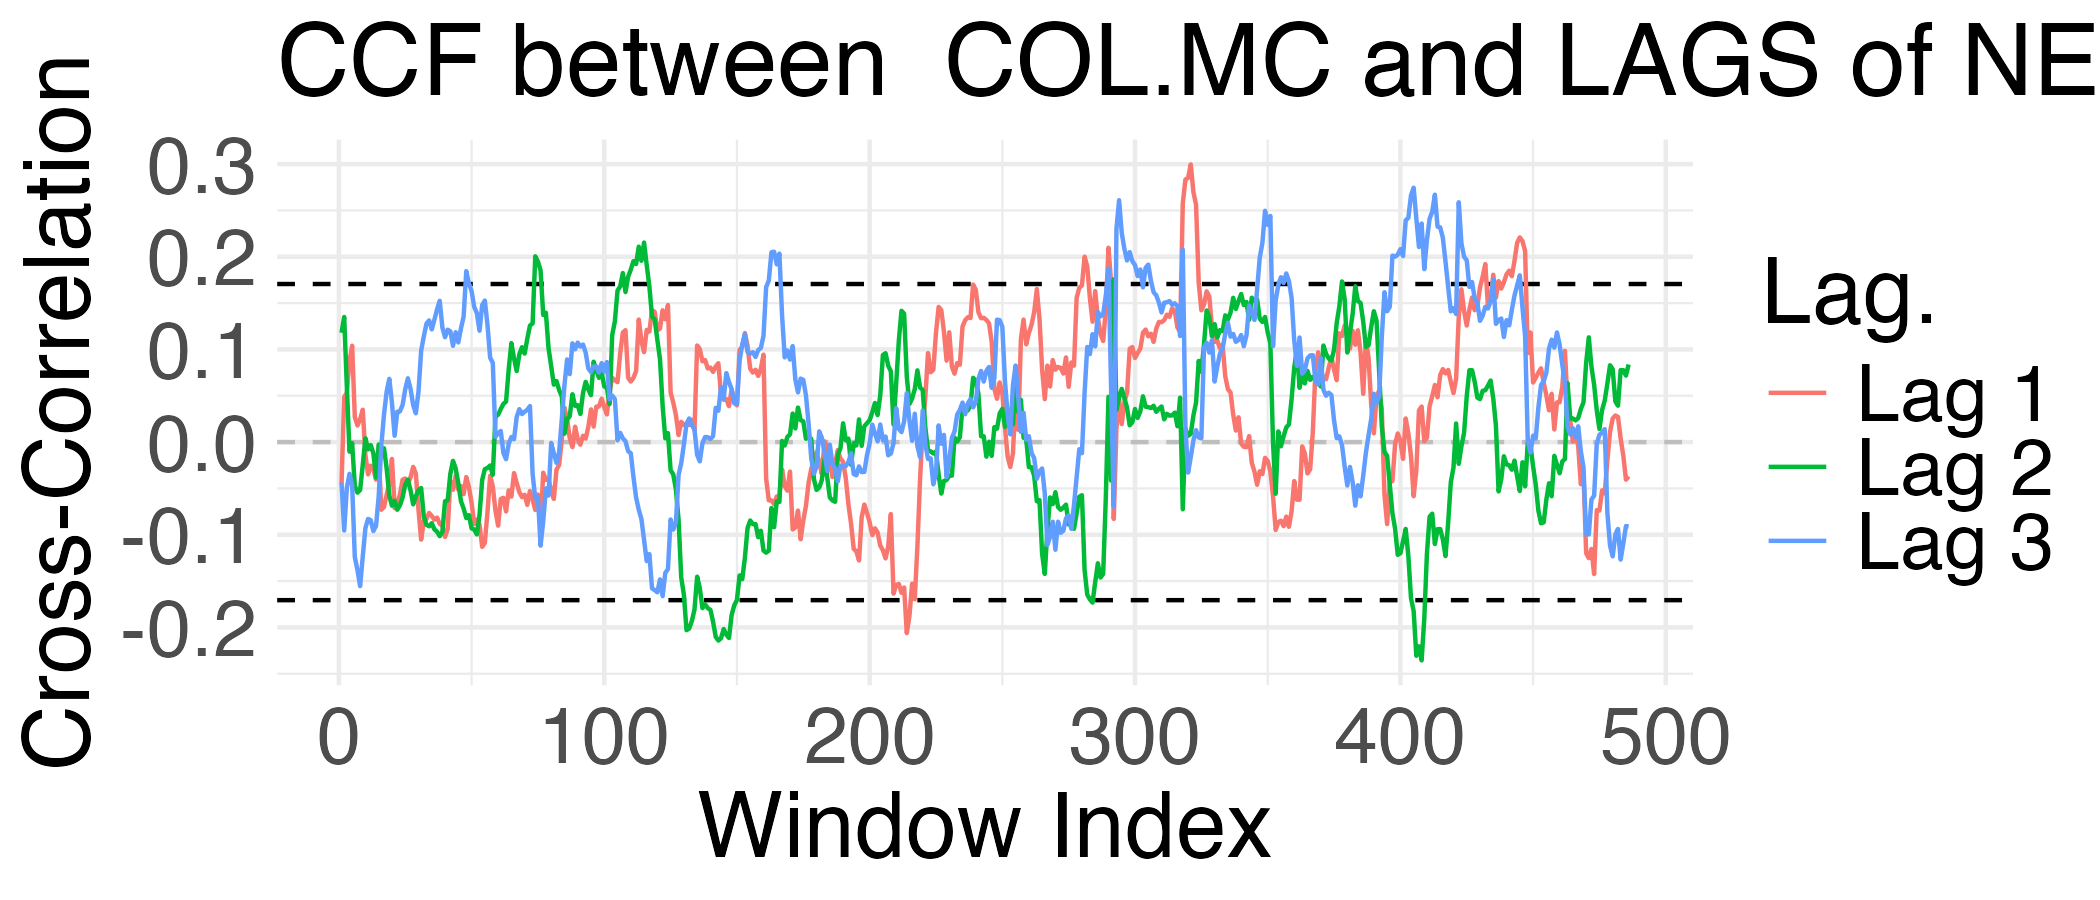 CCF between  COL.MC and LAGS of NE
Cross-Correlation
0.3
0.2
0.1
0.0
-0.1
-0.2
0 100 200 300 400 500
Window Index
Lag.
Lag 1
Lag 2
Lag 3